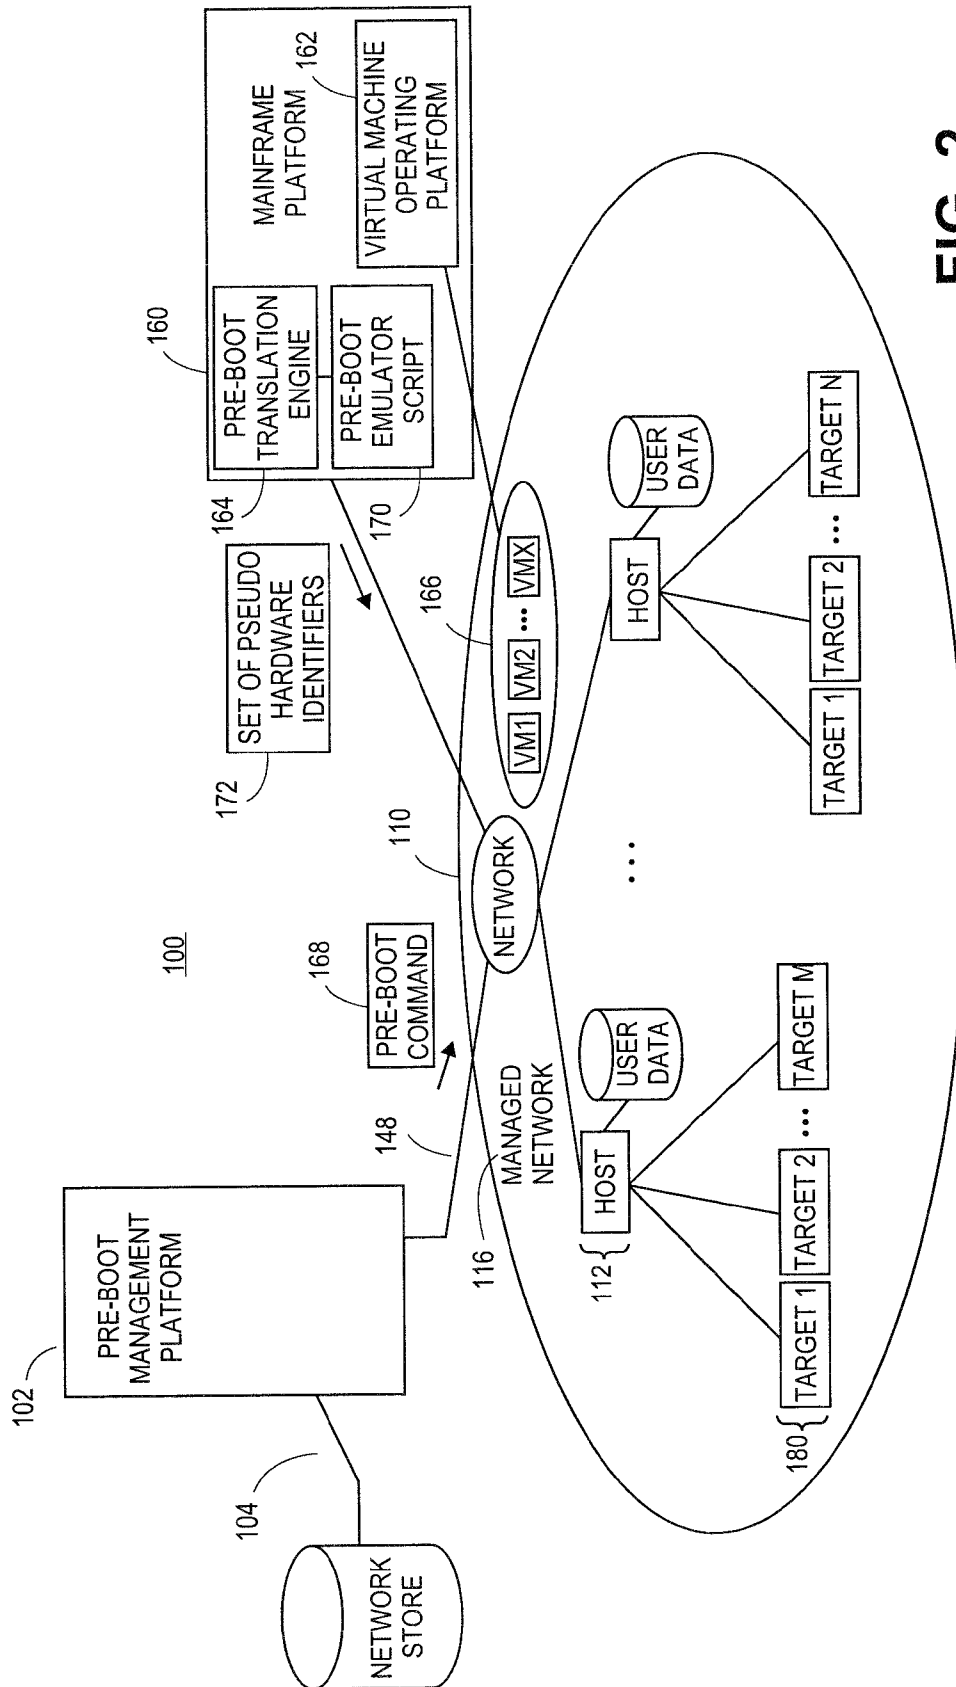 100
102
PRE-BOOT
MANAGEMENT
PLATFORM
104
NETWORK
STORE
148
168
PRE-BOOT
COMMAND
110
172
SET OF PSEUDO
HARDWARE
IDENTIFIERS
160
164
PRE-BOOT
TRANSLATION
ENGINE
170
PRE-BOOT
EMULATOR
SCRIPT
MAINFRAME
PLATFORM
162
VIRTUAL MACHINE
OPERATING
PLATFORM
116
MANAGED
NETWORK
NETWORK
166
VM1
VM2
...
VMX
112
HOST
USER
DATA
180
TARGET 1
TARGET 2
...
TARGET M
...
HOST
USER
DATA
TARGET 1
TARGET 2
...
TARGET N
FIG. 2